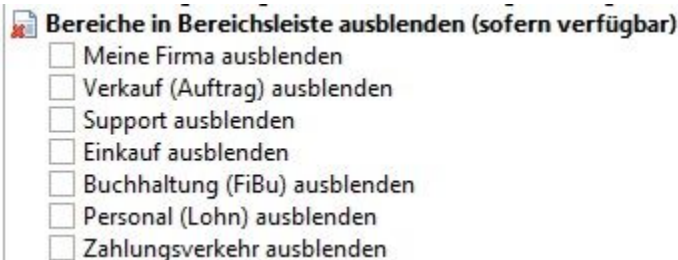 Bereiche in Bereichsleiste ausblenden (sofern verfügbar)
Meine Firma ausblenden
Verkauf (Auftrag) ausblenden
Support ausblenden
Einkauf ausblenden
Buchhaltung (FiBu) ausblenden
Personal (Lohn) ausblenden
Zahlungsverkehr ausblenden